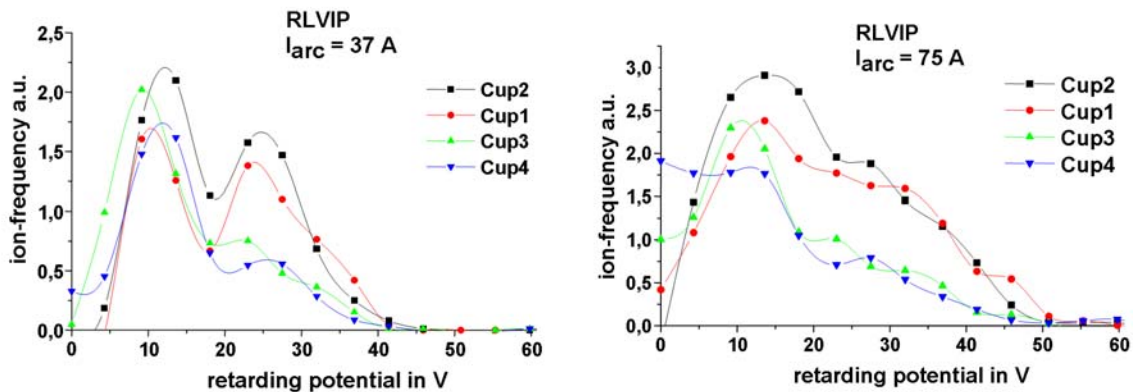 RLVIP
Iarc = 37 A
ion-frequency a.u.
2,5
2,0
1,5
1,0
0,5
0,0
Cup2
Cup1
Cup3
Cup4
0 10 20 30 40 50 60
retarding potential in V
RLVIP
Iarc = 75 A
ion-frequency a.u.
3,0
2,5
2,0
1,5
1,0
0,5
0,0
Cup2
Cup1
Cup3
Cup4
0 10 20 30 40 50 60
retarding potential in V